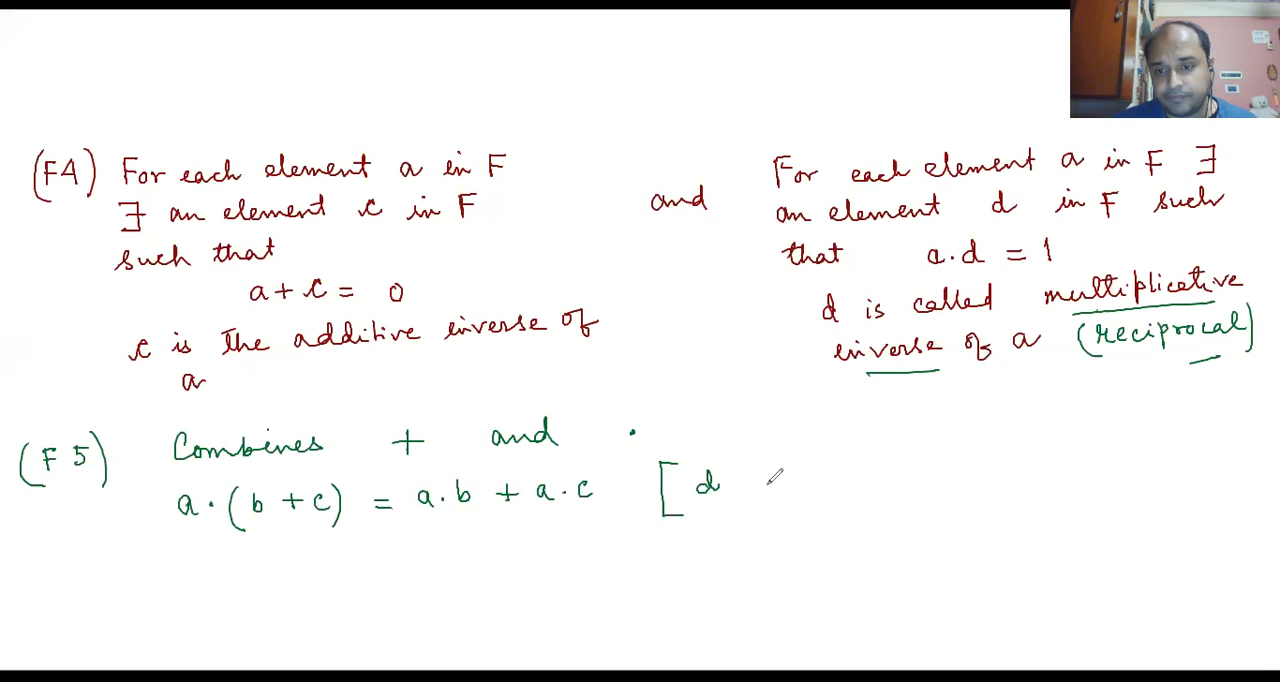 (F4) For each element a in F
∃ an element c in F
such that
a + c = 0
c is the additive inverse of
a
and
For each element a in F ∃
an element d in F such
that a.d = 1
d is called multiplicative
inverse of a (reciprocal)
(F 5) Combines + and ·
a·(b + c) = a.b + a.c [ d